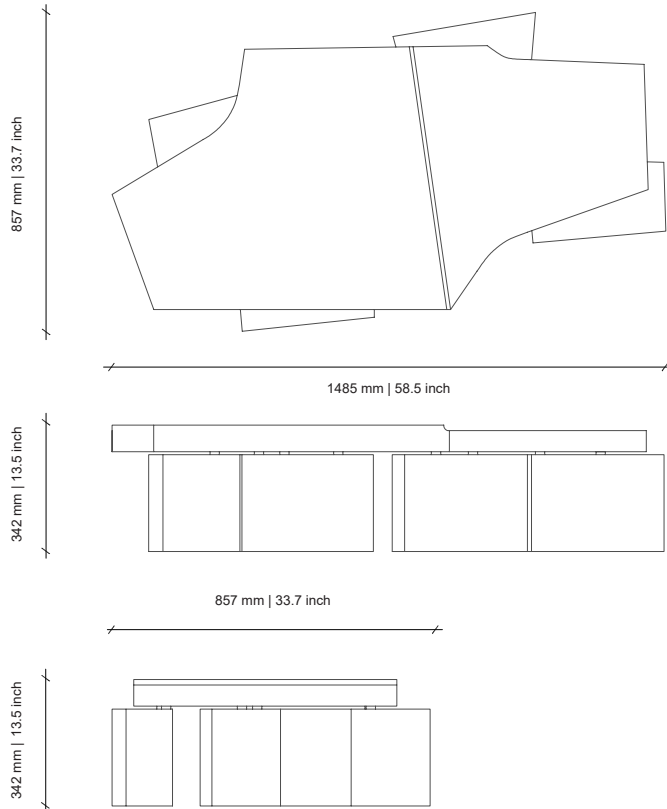 857 mm | 33.7 inch
1485 mm | 58.5 inch
342 mm | 13.5 inch
857 mm | 33.7 inch
342 mm | 13.5 inch